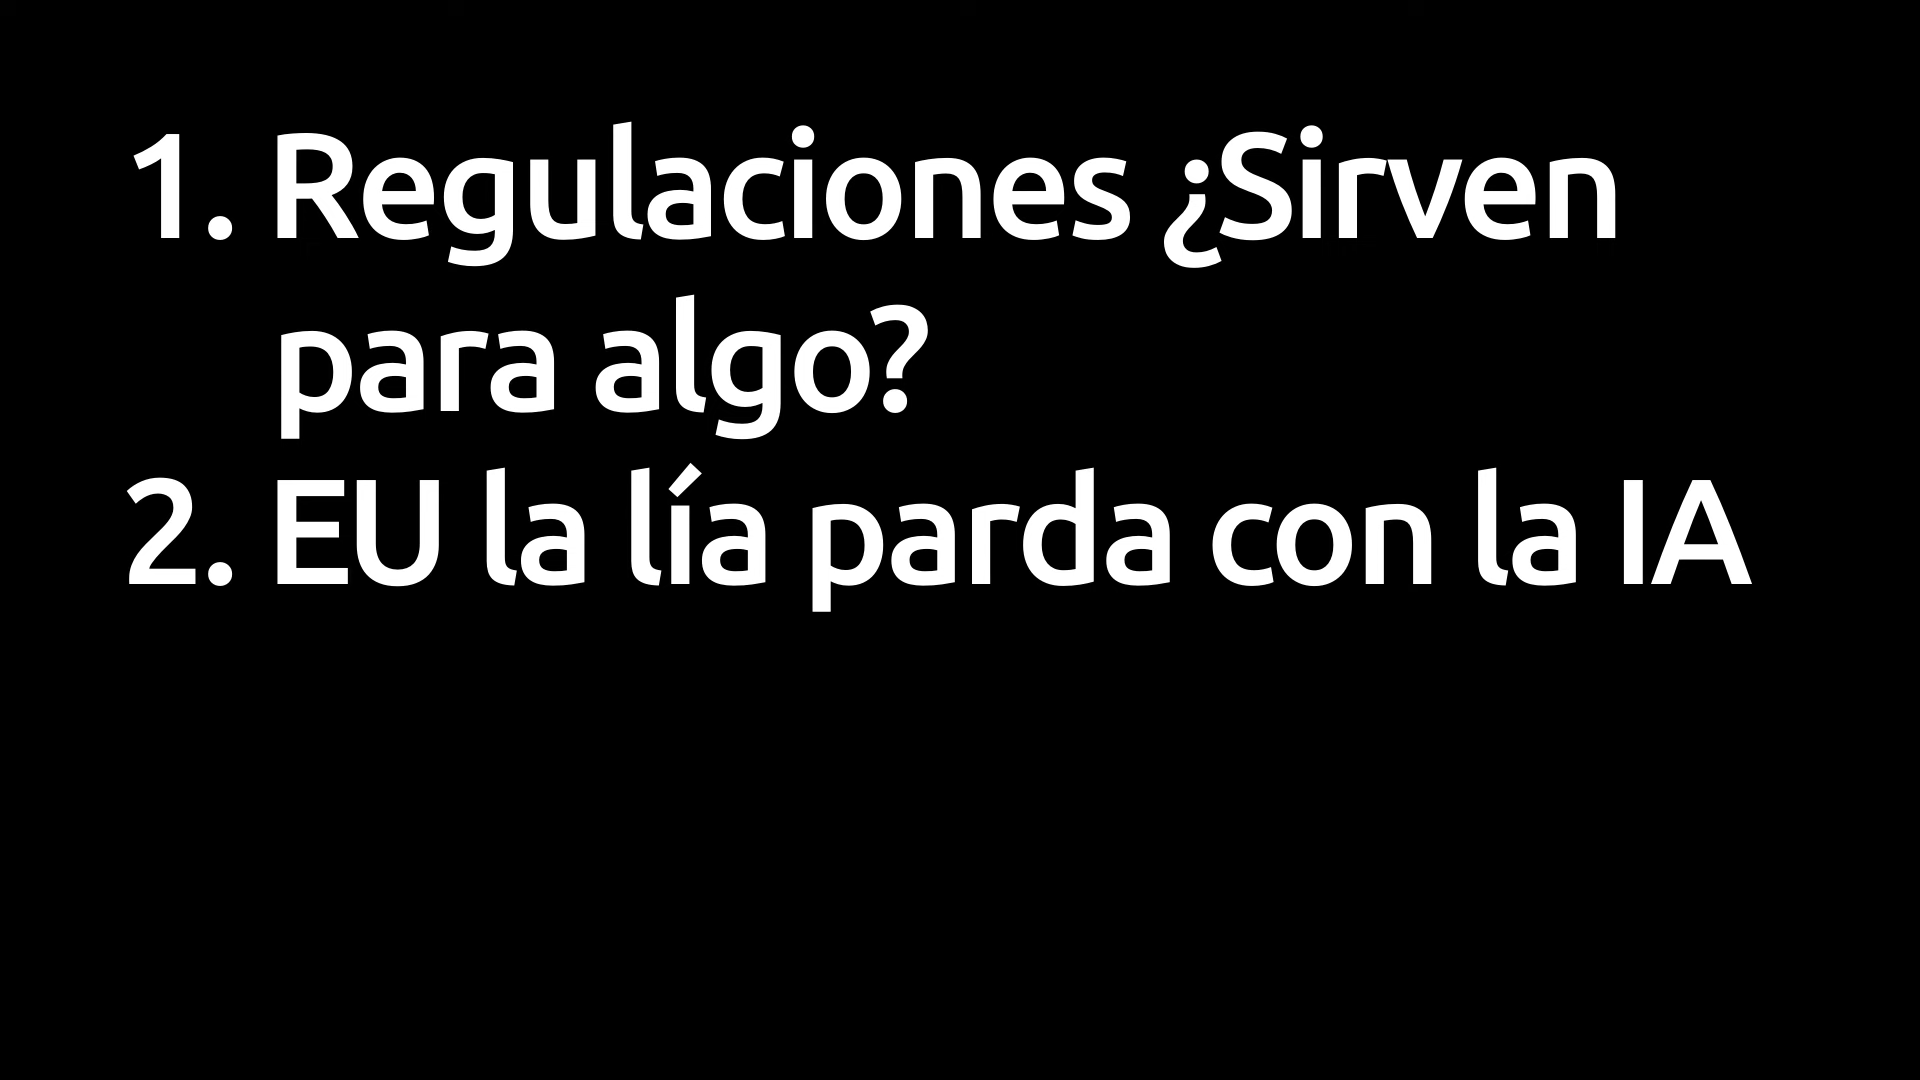 1. Regulaciones ¿Sirven
para algo?
2. EU la lía parda con la IA